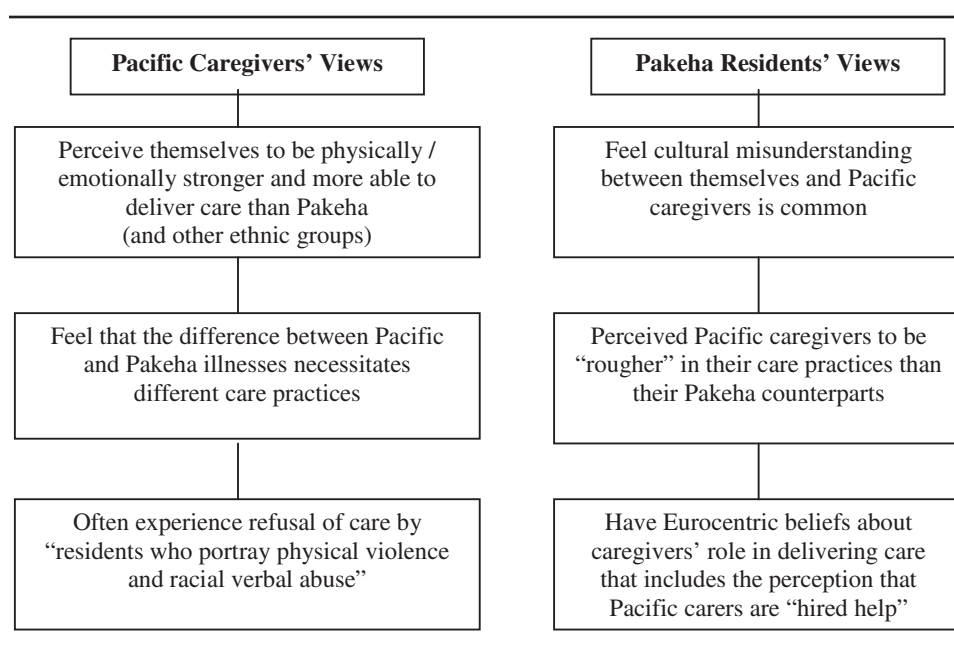 Pacific Caregivers’ Views
Perceive themselves to be physically /
emotionally stronger and more able to
deliver care than Pakeha
(and other ethnic groups)
Feel that the difference between Pacific
and Pakeha illnesses necessitates
different care practices
Often experience refusal of care by
“residents who portray physical violence
and racial verbal abuse”
Pakeha Residents’ Views
Feel cultural misunderstanding
between themselves and Pacific
caregivers is common
Perceived Pacific caregivers to be
“rougher” in their care practices than
their Pakeha counterparts
Have Eurocentric beliefs about
caregivers’ role in delivering care
that includes the perception that
Pacific carers are “hired help”